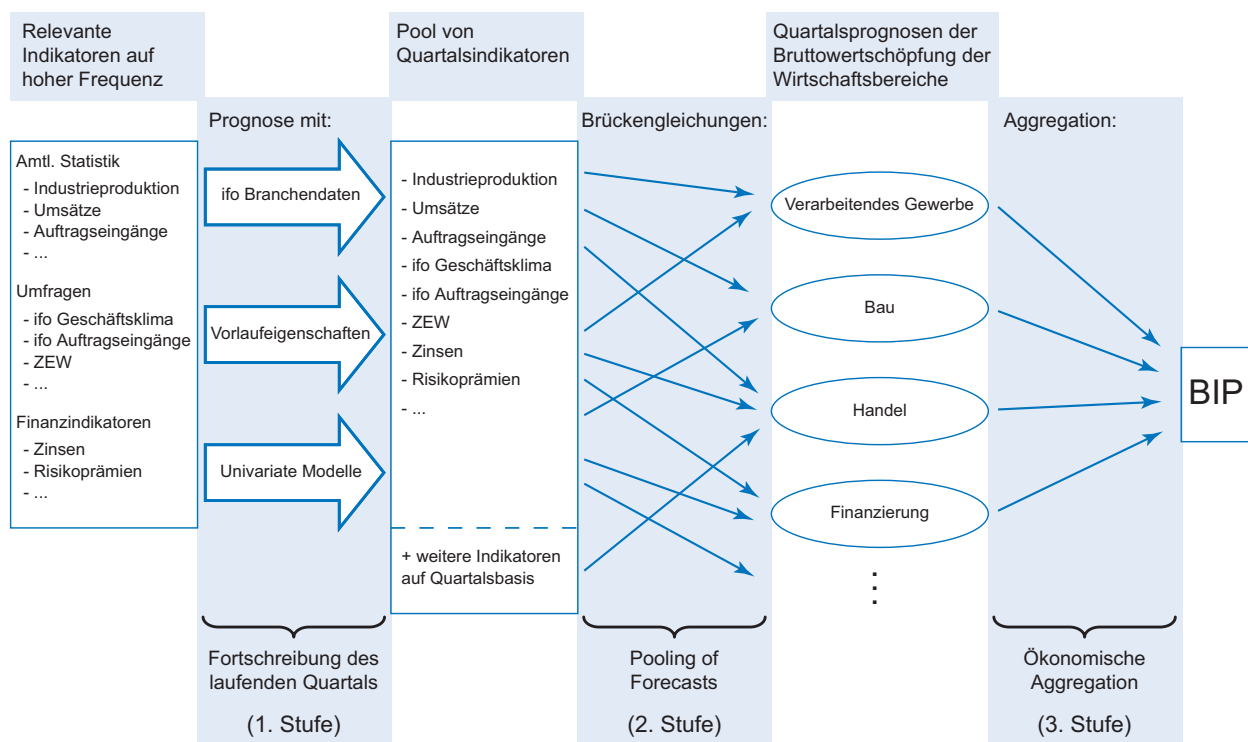 Relevante
Indikatoren auf
hoher Frequenz
Pool von
Quartalsindikatoren
Quartalsprognosen der
Bruttowertschöpfung der
Wirtschaftsbereiche
Prognose mit:
Brückengleichungen:
Aggregation:
Amtl. Statistik
- Industrieproduktion
- Umsätze
- Auftragseingänge
- ...
Umfragen
- ifo Geschäftsklima
- ifo Auftragseingänge
- ZEW
- ...
Finanzindikatoren
- Zinsen
- Risikoprämien
- ...
ifo Branchendaten
Vorlaufeigenschaften
Univariate Modelle
- Industrieproduktion
- Umsätze
- Auftragseingänge
- ifo Geschäftsklima
- ifo Auftragseingänge
- ZEW
- Zinsen
- Risikoprämien
- ...
+ weitere Indikatoren
auf Quartalsbasis
Verarbeitendes Gewerbe
Bau
Handel
Finanzierung
⋮
BIP
Fortschreibung des
laufenden Quartals
(1. Stufe)
Pooling of
Forecasts
(2. Stufe)
Ökonomische
Aggregation
(3. Stufe)